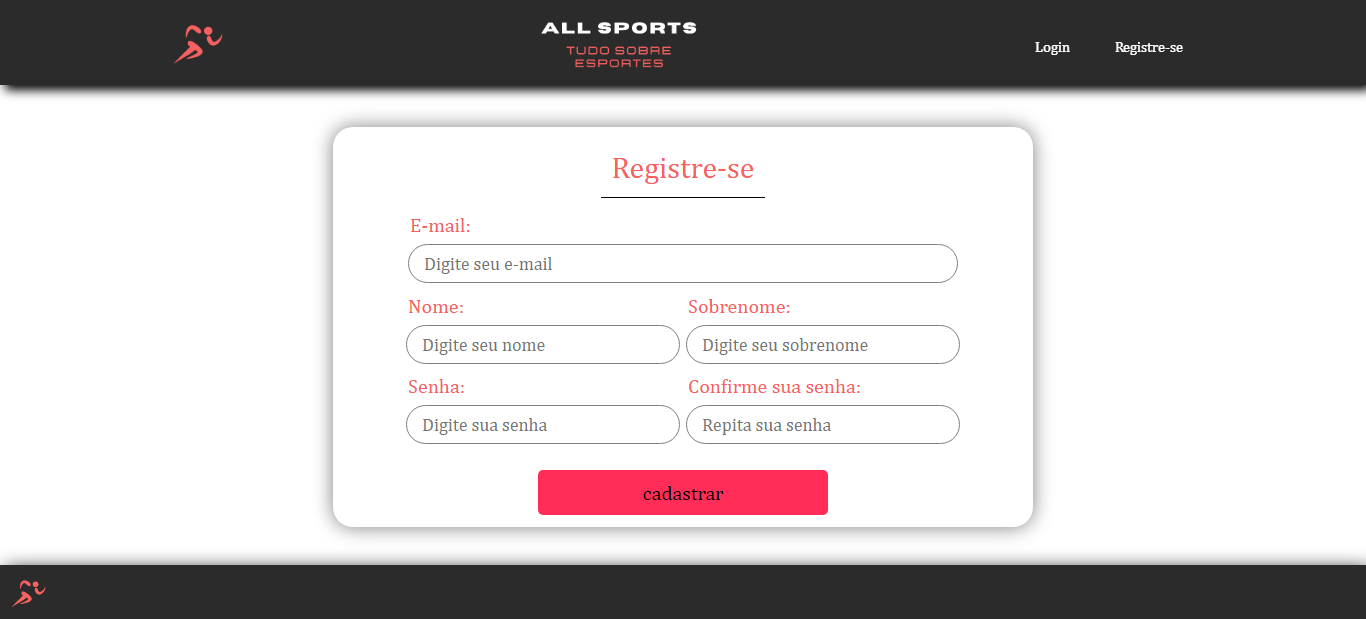 ALL SPORTS
TUDO SOBRE
ESPORTES
Login
Registre-se
Registre-se
E-mail:
Digite seu e-mail
Nome:
Sobrenome:
Digite seu nome
Digite seu sobrenome
Senha:
Confirme sua senha:
Digite sua senha
Repita sua senha
cadastrar